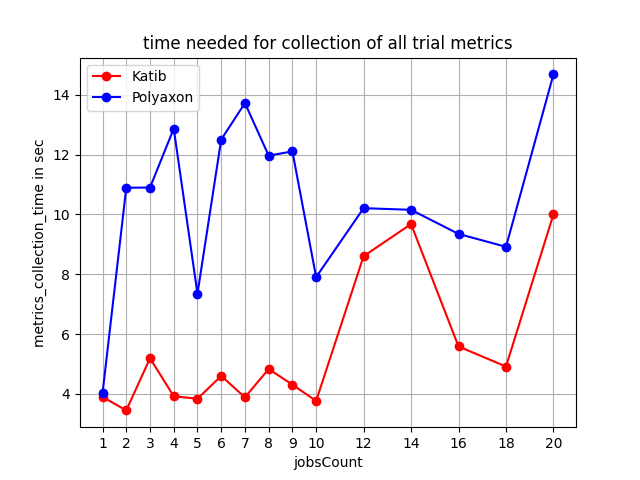 time needed for collection of all trial metrics
Katib
Polyaxon
metrics_collection_time in sec
14
12
10
8
6
4
1 2 3 4 5 6 7 8 9 10 12 14 16 18 20
jobsCount